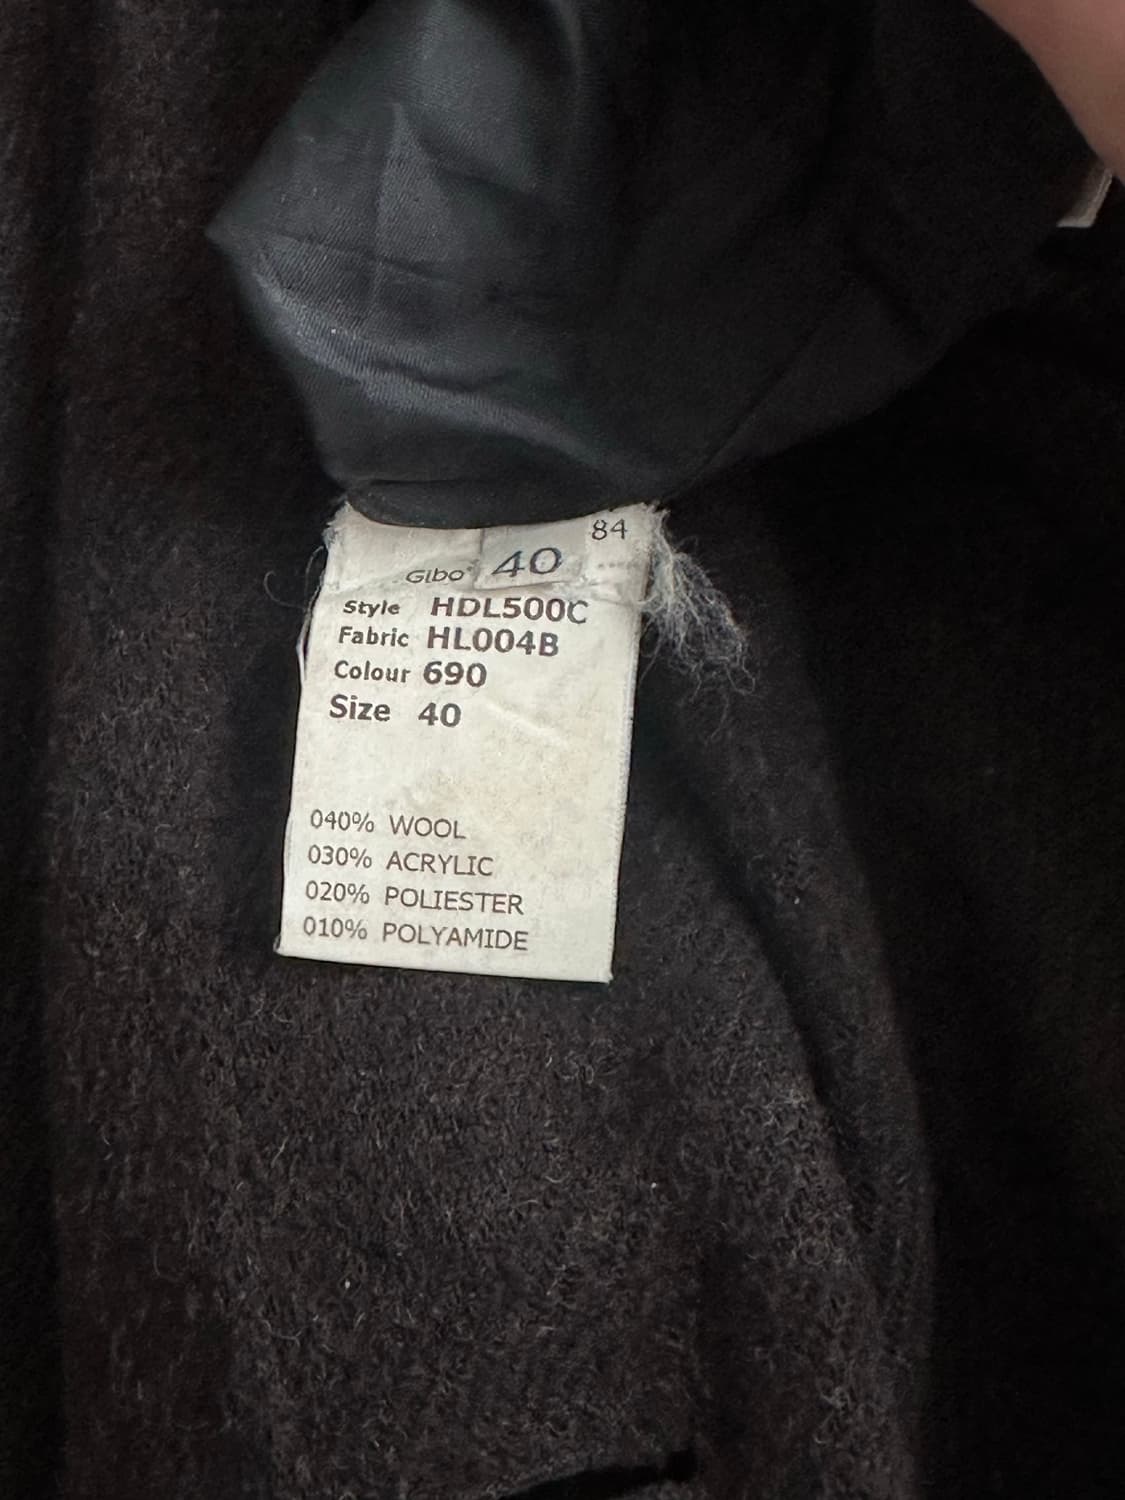 84
Gibo 40
Style HDL500C
Fabric HL004B
Colour 690
Size 40
040% WOOL
030% ACRYLIC
020% POLIESTER
010% POLYAMIDE